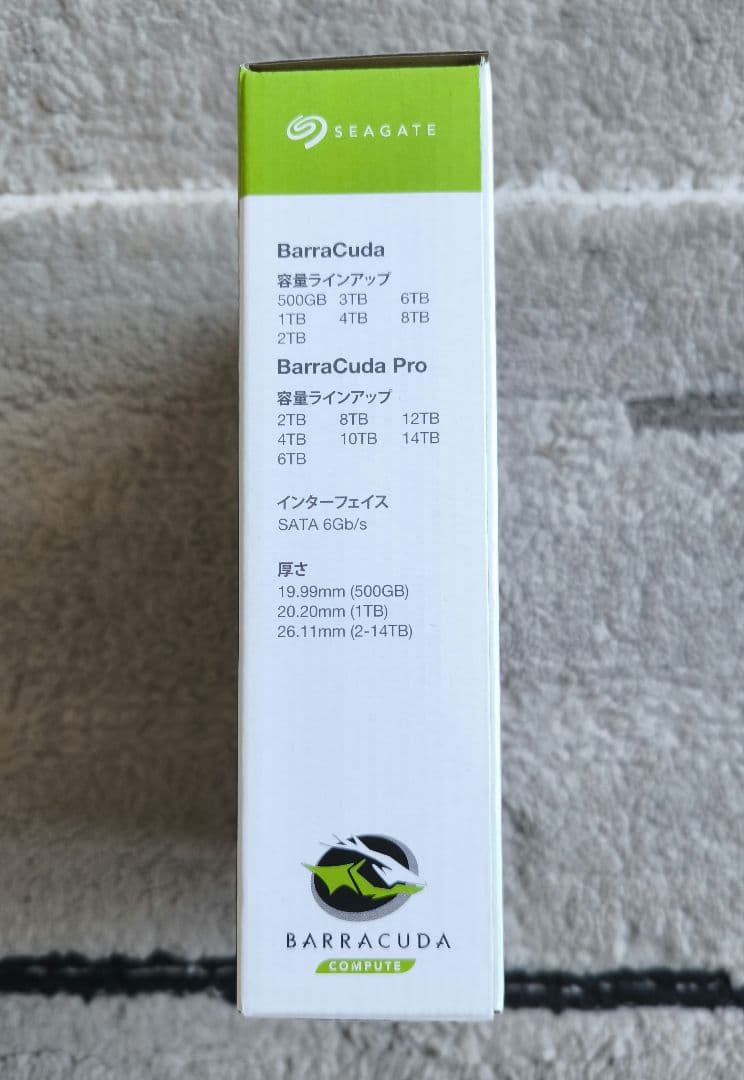 SEAGATE
BarraCuda
容量ラインアップ
500GB 3TB 6TB
1TB 4TB 8TB
2TB
BarraCuda Pro
容量ラインアップ
2TB 8TB 12TB
4TB 10TB 14TB
6TB
インターフェイス
SATA 6Gb/s
厚さ
19.99mm (500GB)
20.20mm (1TB)
26.11mm (2-14TB)
BARRACUDA
COMPUTE